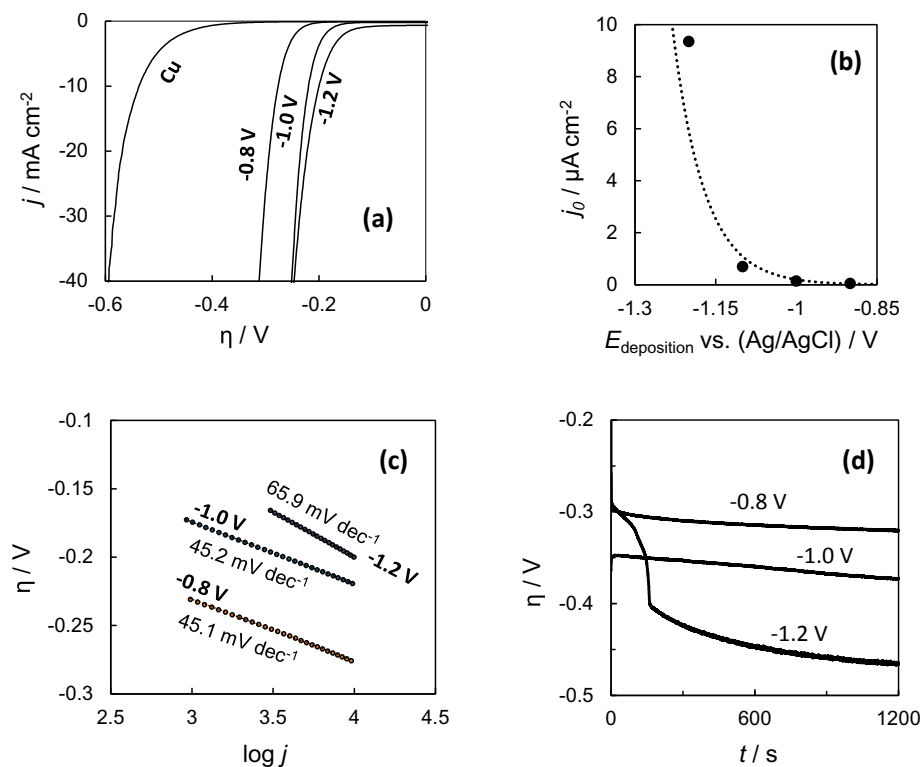 0
-10
-20
-30
-40
-0.6
-0.4
-0.2
0
j / mA cm⁻²
η / V
Cu
-0.8 V
-1.0 V
-1.2 V
(a)
10
8
6
4
2
0
-1.3
-1.15
-1
-0.85
j₀ / μA cm⁻²
E_deposition vs. (Ag/AgCl) / V
(b)
-0.1
-0.15
-0.2
-0.25
-0.3
2.5
3
3.5
4
4.5
η / V
log j
(c)
65.9 mV dec⁻¹
-1.0 V
-1.2 V
45.2 mV dec⁻¹
-0.8 V
45.1 mV dec⁻¹
-0.2
-0.3
-0.4
-0.5
0
600
1200
η / V
t / s
(d)
-0.8 V
-1.0 V
-1.2 V